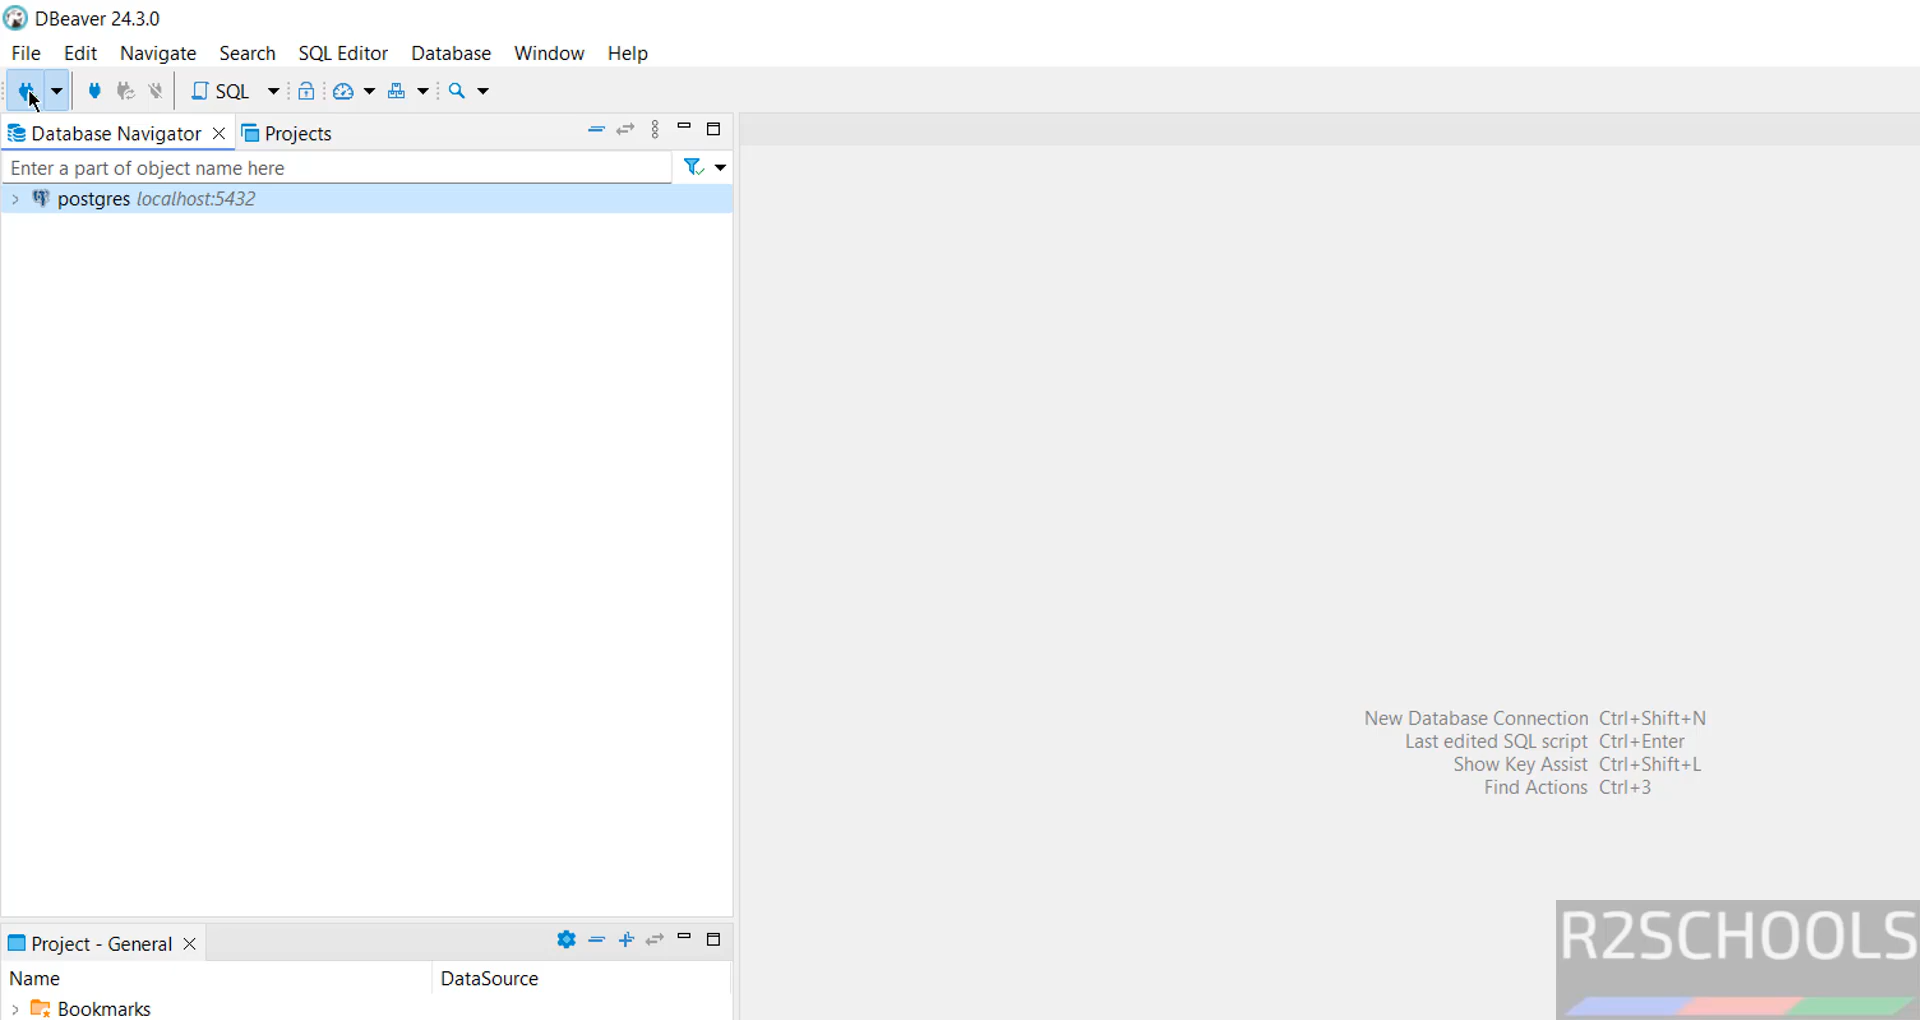 DBeaver 24.3.0
File Edit Navigate Search SQL Editor Database Window Help
SQL
Database Navigator Projects
Enter a part of object name here
postgres localhost:5432
New Database Connection Ctrl+Shift+N
Last edited SQL script Ctrl+Enter
Show Key Assist Ctrl+Shift+L
Find Actions Ctrl+3
R2SCHOOLS
Project - General
Name DataSource
Bookmarks